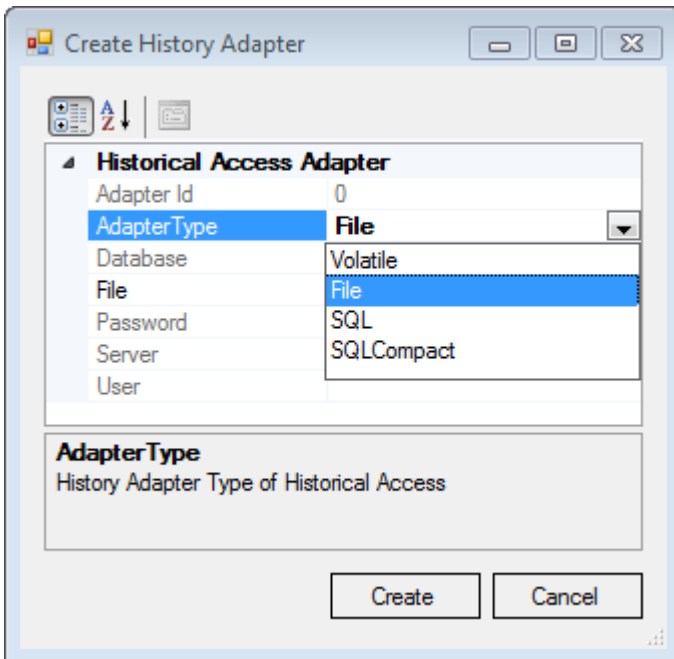 Create History Adapter
A
Z
Historical Access Adapter
Adapter Id 0
AdapterType File
Database Volatile
File File
Password SQL
Server SQLCompact
User
AdapterType
History Adapter Type of Historical Access
Create Cancel